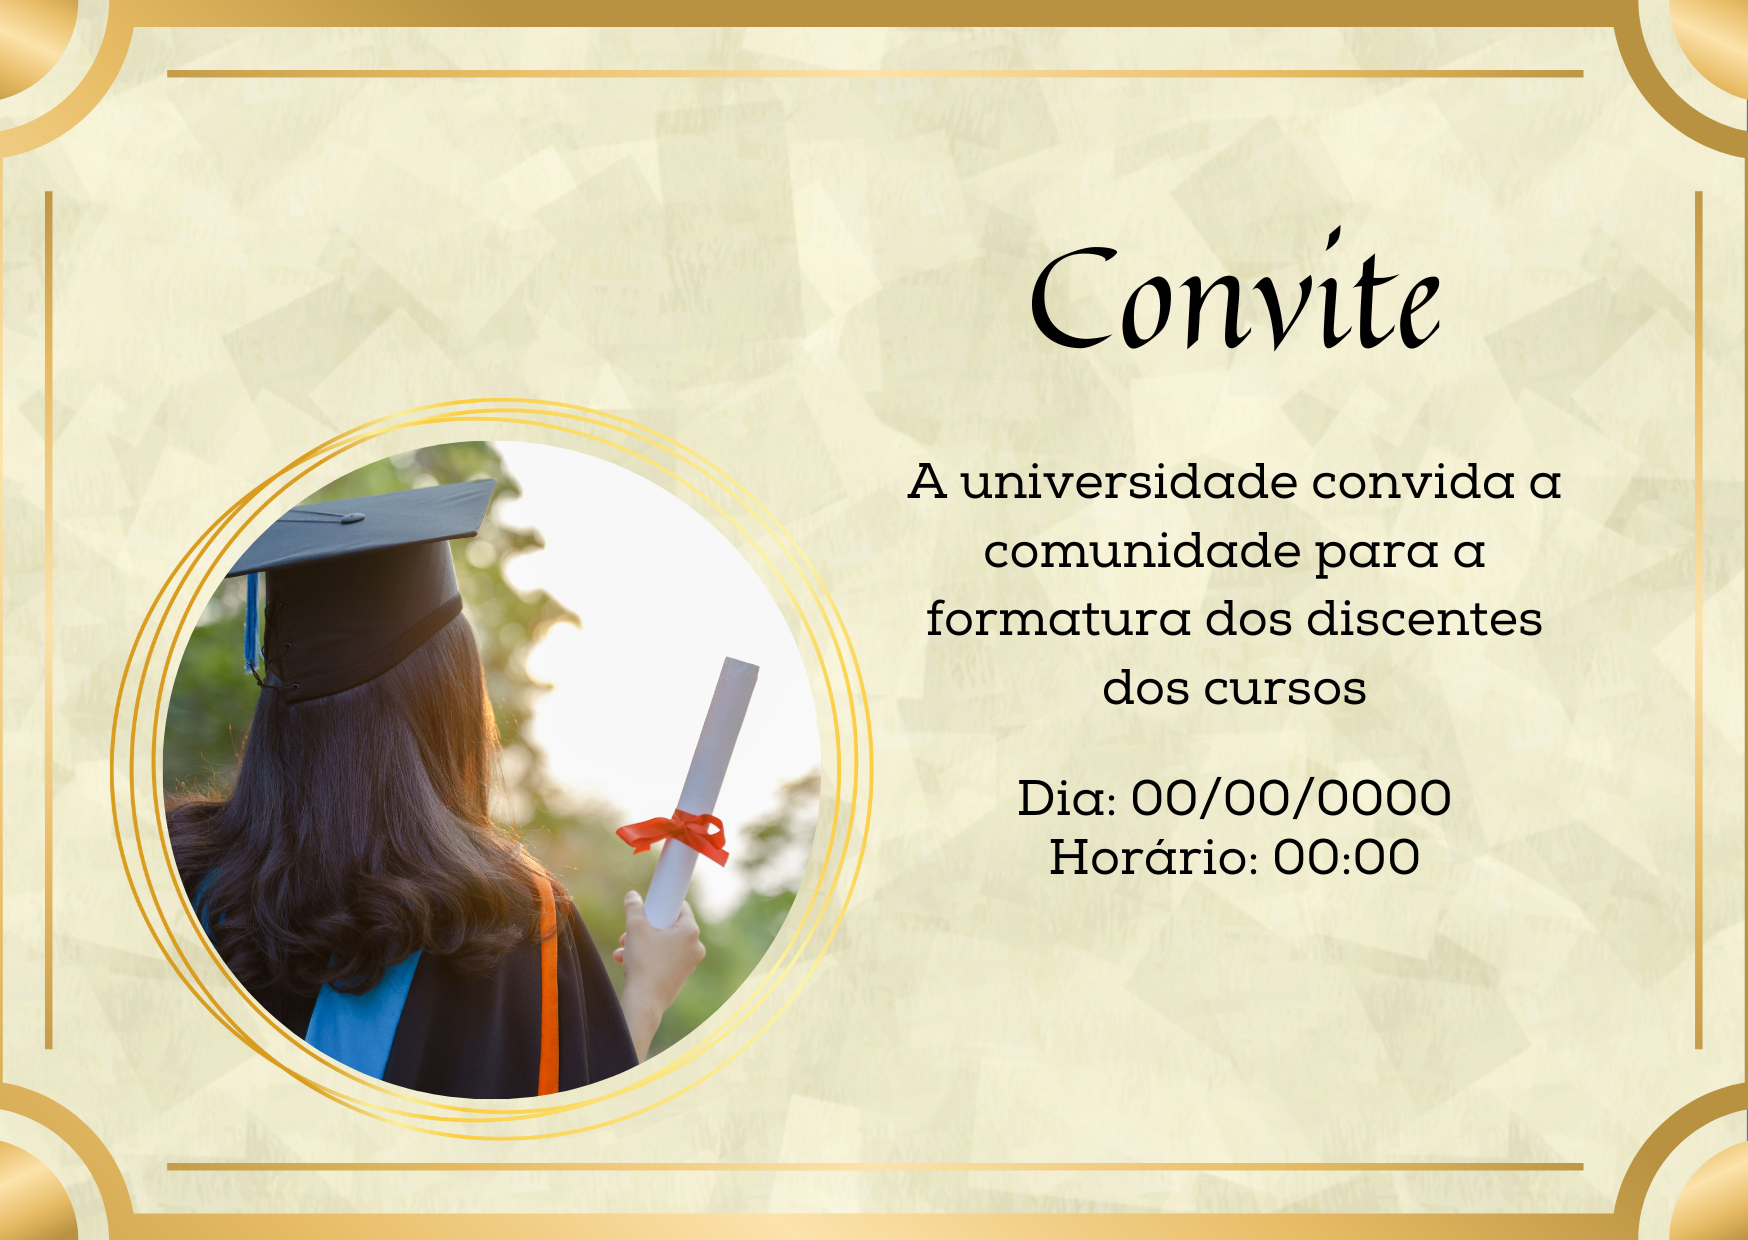 Convite
A universidade convida a
comunidade para a
formatura dos discentes
dos cursos
Dia: 00/00/0000
Horário: 00:00